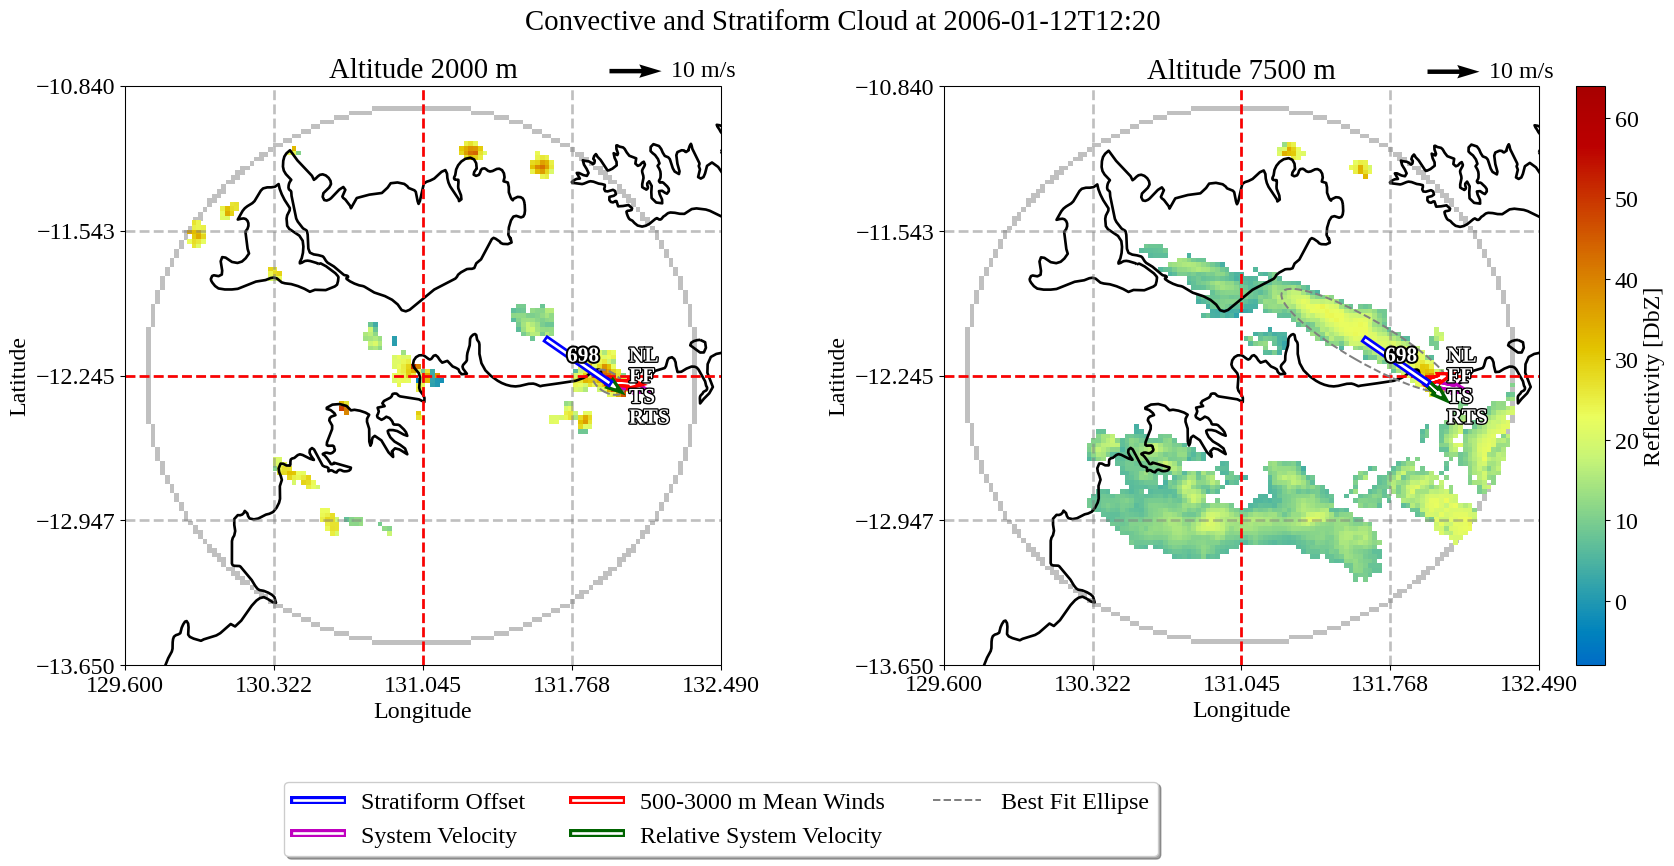 Convective and Stratiform Cloud at 2006-01-12T12:20
Altitude 2000 m
10 m/s
−10.840
−11.543
−12.245
−12.947
−13.650
Latitude
129.600
130.322
131.045
131.768
132.490
Longitude
698
NL
FF
TS
RTS
Altitude 7500 m
10 m/s
−10.840
−11.543
−12.245
−12.947
−13.650
Latitude
129.600
130.322
131.045
131.768
132.490
Longitude
698
NL
FF
TS
RTS
60
50
40
30
20
10
0
Reflectivity [DbZ]
Stratiform Offset
500-3000 m Mean Winds
Best Fit Ellipse
System Velocity
Relative System Velocity